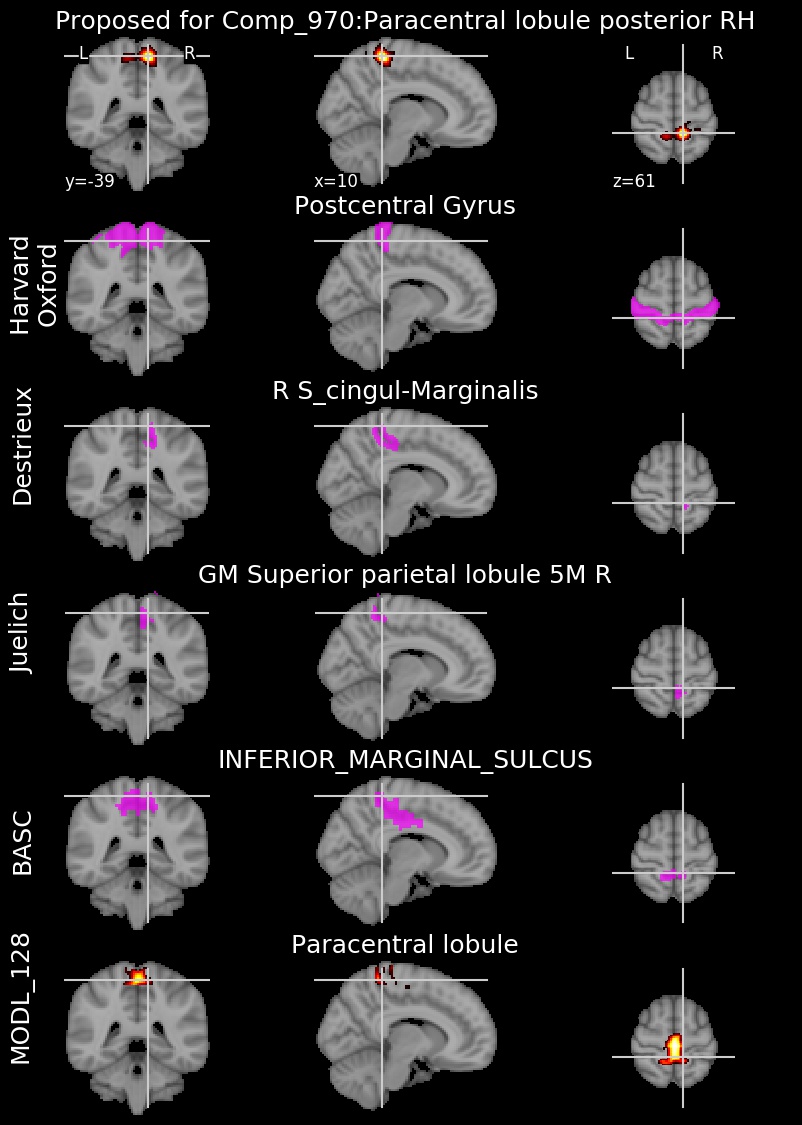 Proposed for Comp_970:Paracentral lobule posterior RH
L R
L R
y=-39 x=10 z=61
Postcentral Gyrus
Harvard
Oxford
R S_cingul-Marginalis
Destrieux
GM Superior parietal lobule 5M R
Juelich
INFERIOR_MARGINAL_SULCUS
BASC
Paracentral lobule
MODL_128